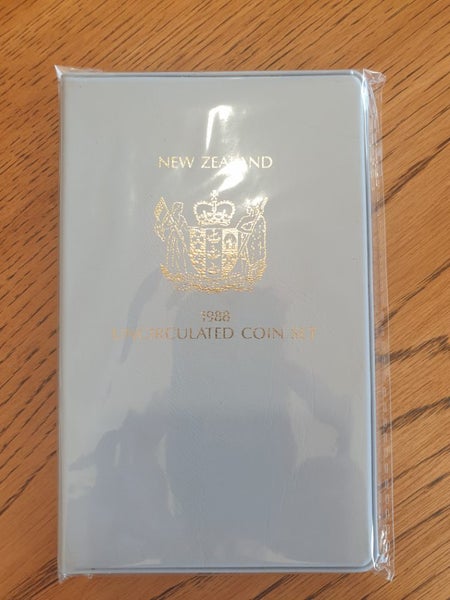 NEW ZEALAND
1988
UNCIRCULATED COIN SET